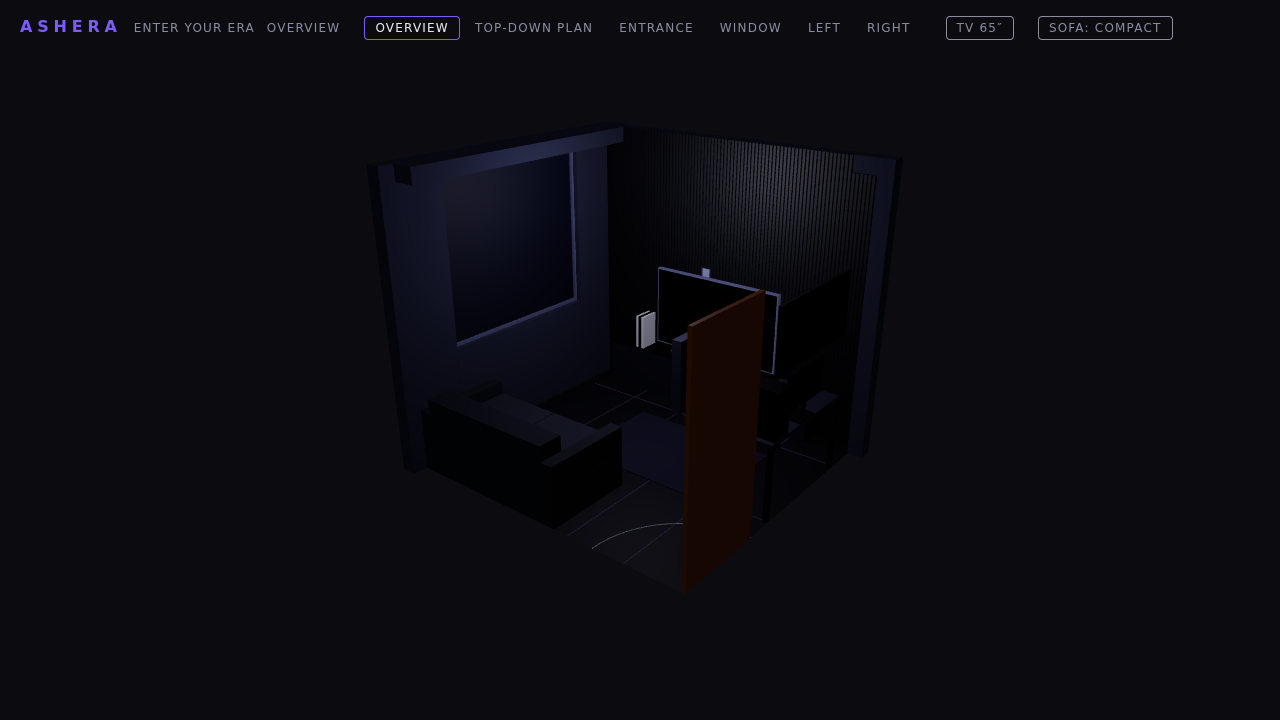 ASHERA ENTER YOUR ERA OVERVIEW OVERVIEW TOP-DOWN PLAN ENTRANCE WINDOW LEFT RIGHT TV 65″ SOFA: COMPACT